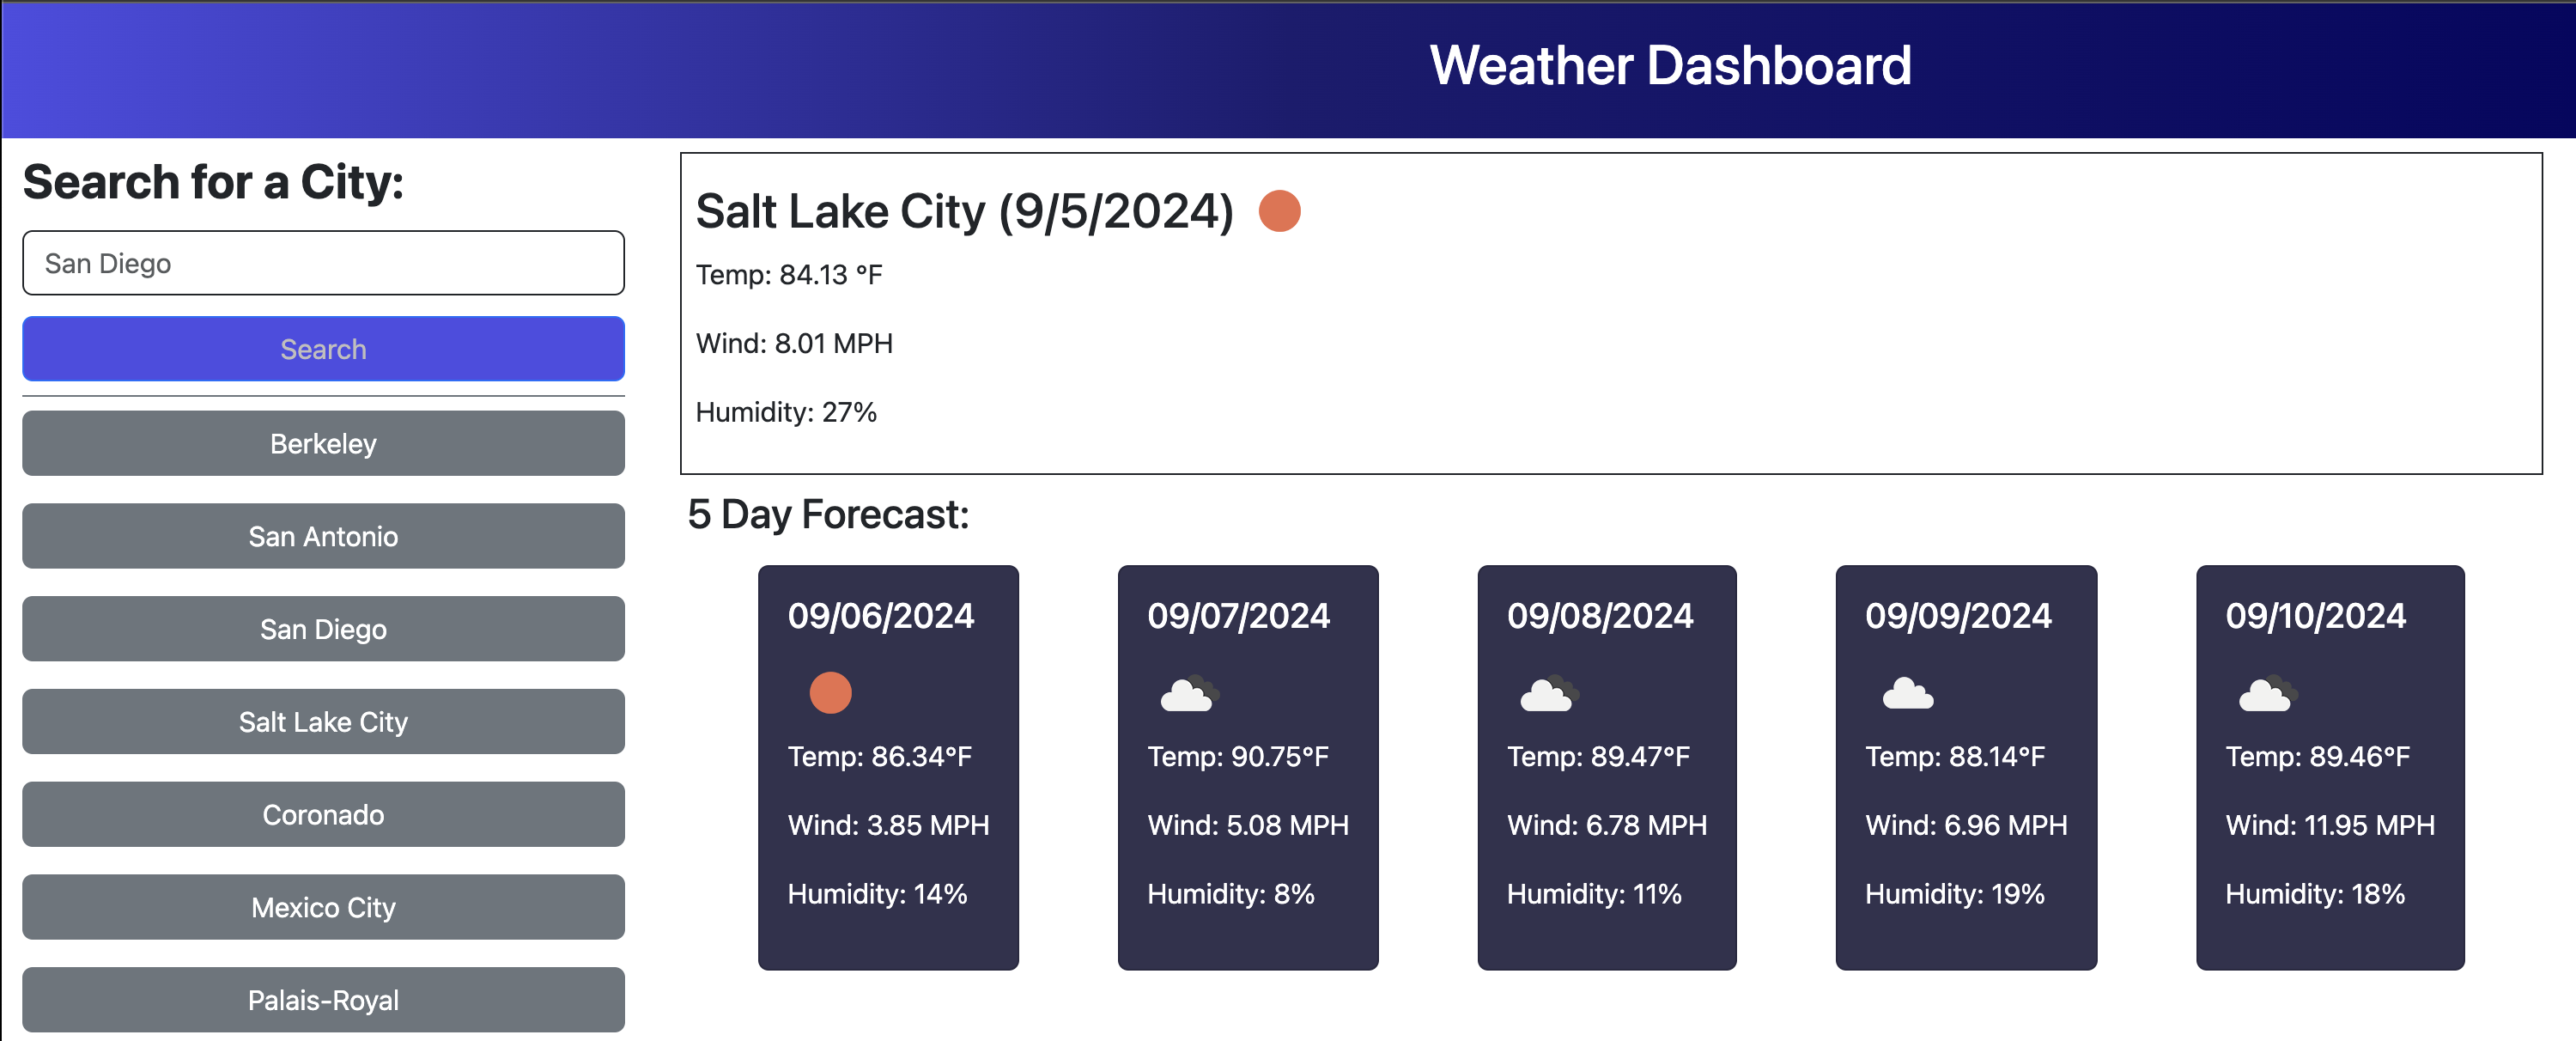 Weather Dashboard
Search for a City:
San Diego
Search
Berkeley
San Antonio
San Diego
Salt Lake City
Coronado
Mexico City
Palais-Royal
Salt Lake City (9/5/2024)
Temp: 84.13 °F
Wind: 8.01 MPH
Humidity: 27%
5 Day Forecast:
09/06/2024
Temp: 86.34°F
Wind: 3.85 MPH
Humidity: 14%
09/07/2024
Temp: 90.75°F
Wind: 5.08 MPH
Humidity: 8%
09/08/2024
Temp: 89.47°F
Wind: 6.78 MPH
Humidity: 11%
09/09/2024
Temp: 88.14°F
Wind: 6.96 MPH
Humidity: 19%
09/10/2024
Temp: 89.46°F
Wind: 11.95 MPH
Humidity: 18%